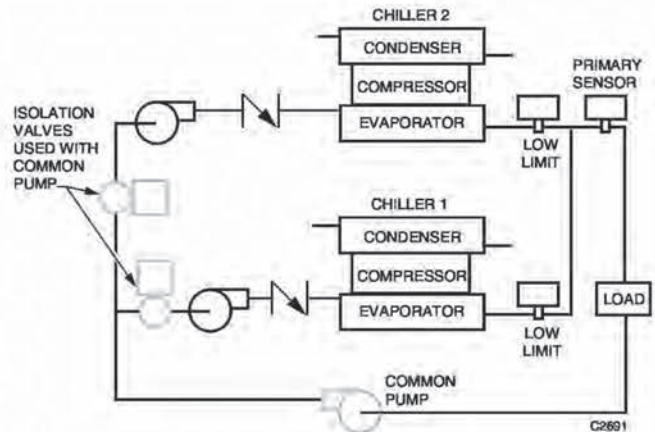 CHILLER 2
CONDENSER
COMPRESSOR
EVAPORATOR
PRIMARY
SENSOR
LOW
LIMIT
ISOLATION
VALVES
USED WITH
COMMON
PUMP
CHILLER 1
CONDENSER
COMPRESSOR
EVAPORATOR
LOW
LIMIT
LOAD
COMMON
PUMP
C2691